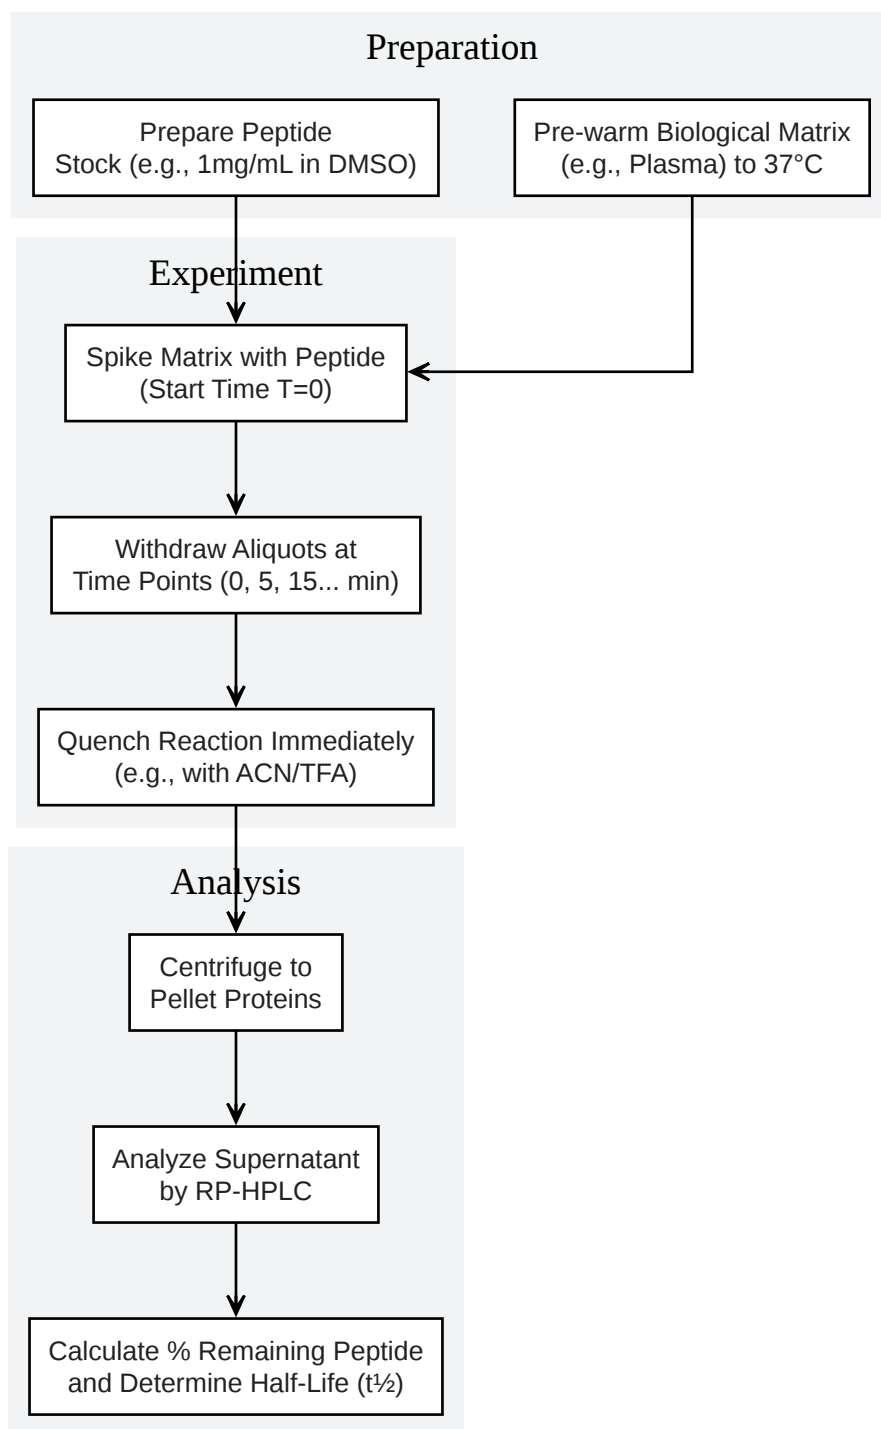 Preparation
Prepare Peptide
Stock (e.g., 1mg/mL in DMSO)
Pre-warm Biological Matrix
(e.g., Plasma) to 37°C
Experiment
Spike Matrix with Peptide
(Start Time T=0)
Withdraw Aliquots at
Time Points (0, 5, 15... min)
Quench Reaction Immediately
(e.g., with ACN/TFA)
Analysis
Centrifuge to
Pellet Proteins
Analyze Supernatant
by RP-HPLC
Calculate % Remaining Peptide
and Determine Half-Life (t½)